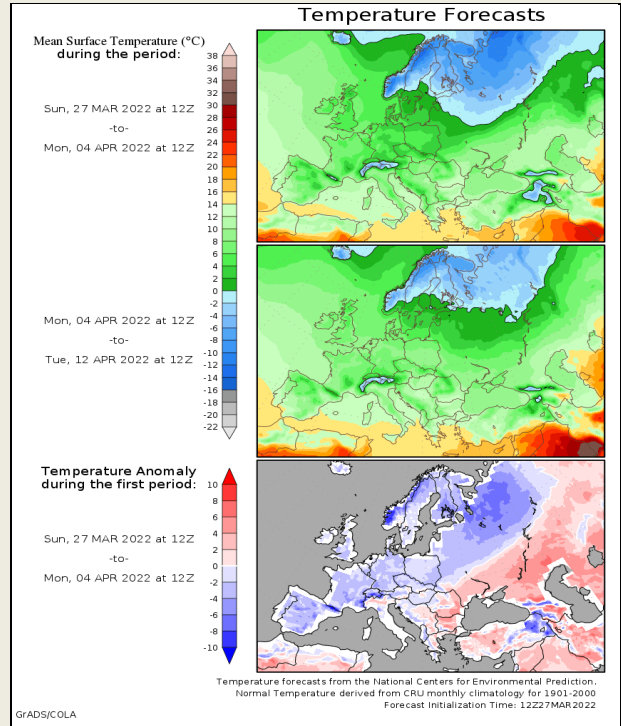 Temperature Forecasts
Mean Surface Temperature (°C)
during the period:
Sun, 27 MAR 2022 at 12Z
-to-
Mon, 04 APR 2022 at 12Z
38
36
34
32
30
28
26
24
22
20
18
16
14
12
10
8
6
4
2
0
-2
-4
-6
-8
-10
-12
-14
-16
-18
-20
-22
Mon, 04 APR 2022 at 12Z
-to-
Tue, 12 APR 2022 at 12Z
Temperature Anomaly
during the first period:
Sun, 27 MAR 2022 at 12Z
-to-
Mon, 04 APR 2022 at 12Z
10
8
6
4
2
0
-2
-4
-6
-8
-10
Temperature forecasts from the National Centers for Environmental Prediction.
Normal Temperature derived from CRU monthly climatology for 1901-2000
Forecast Initialization Time: 12Z27MAR2022
GrADS/COLA